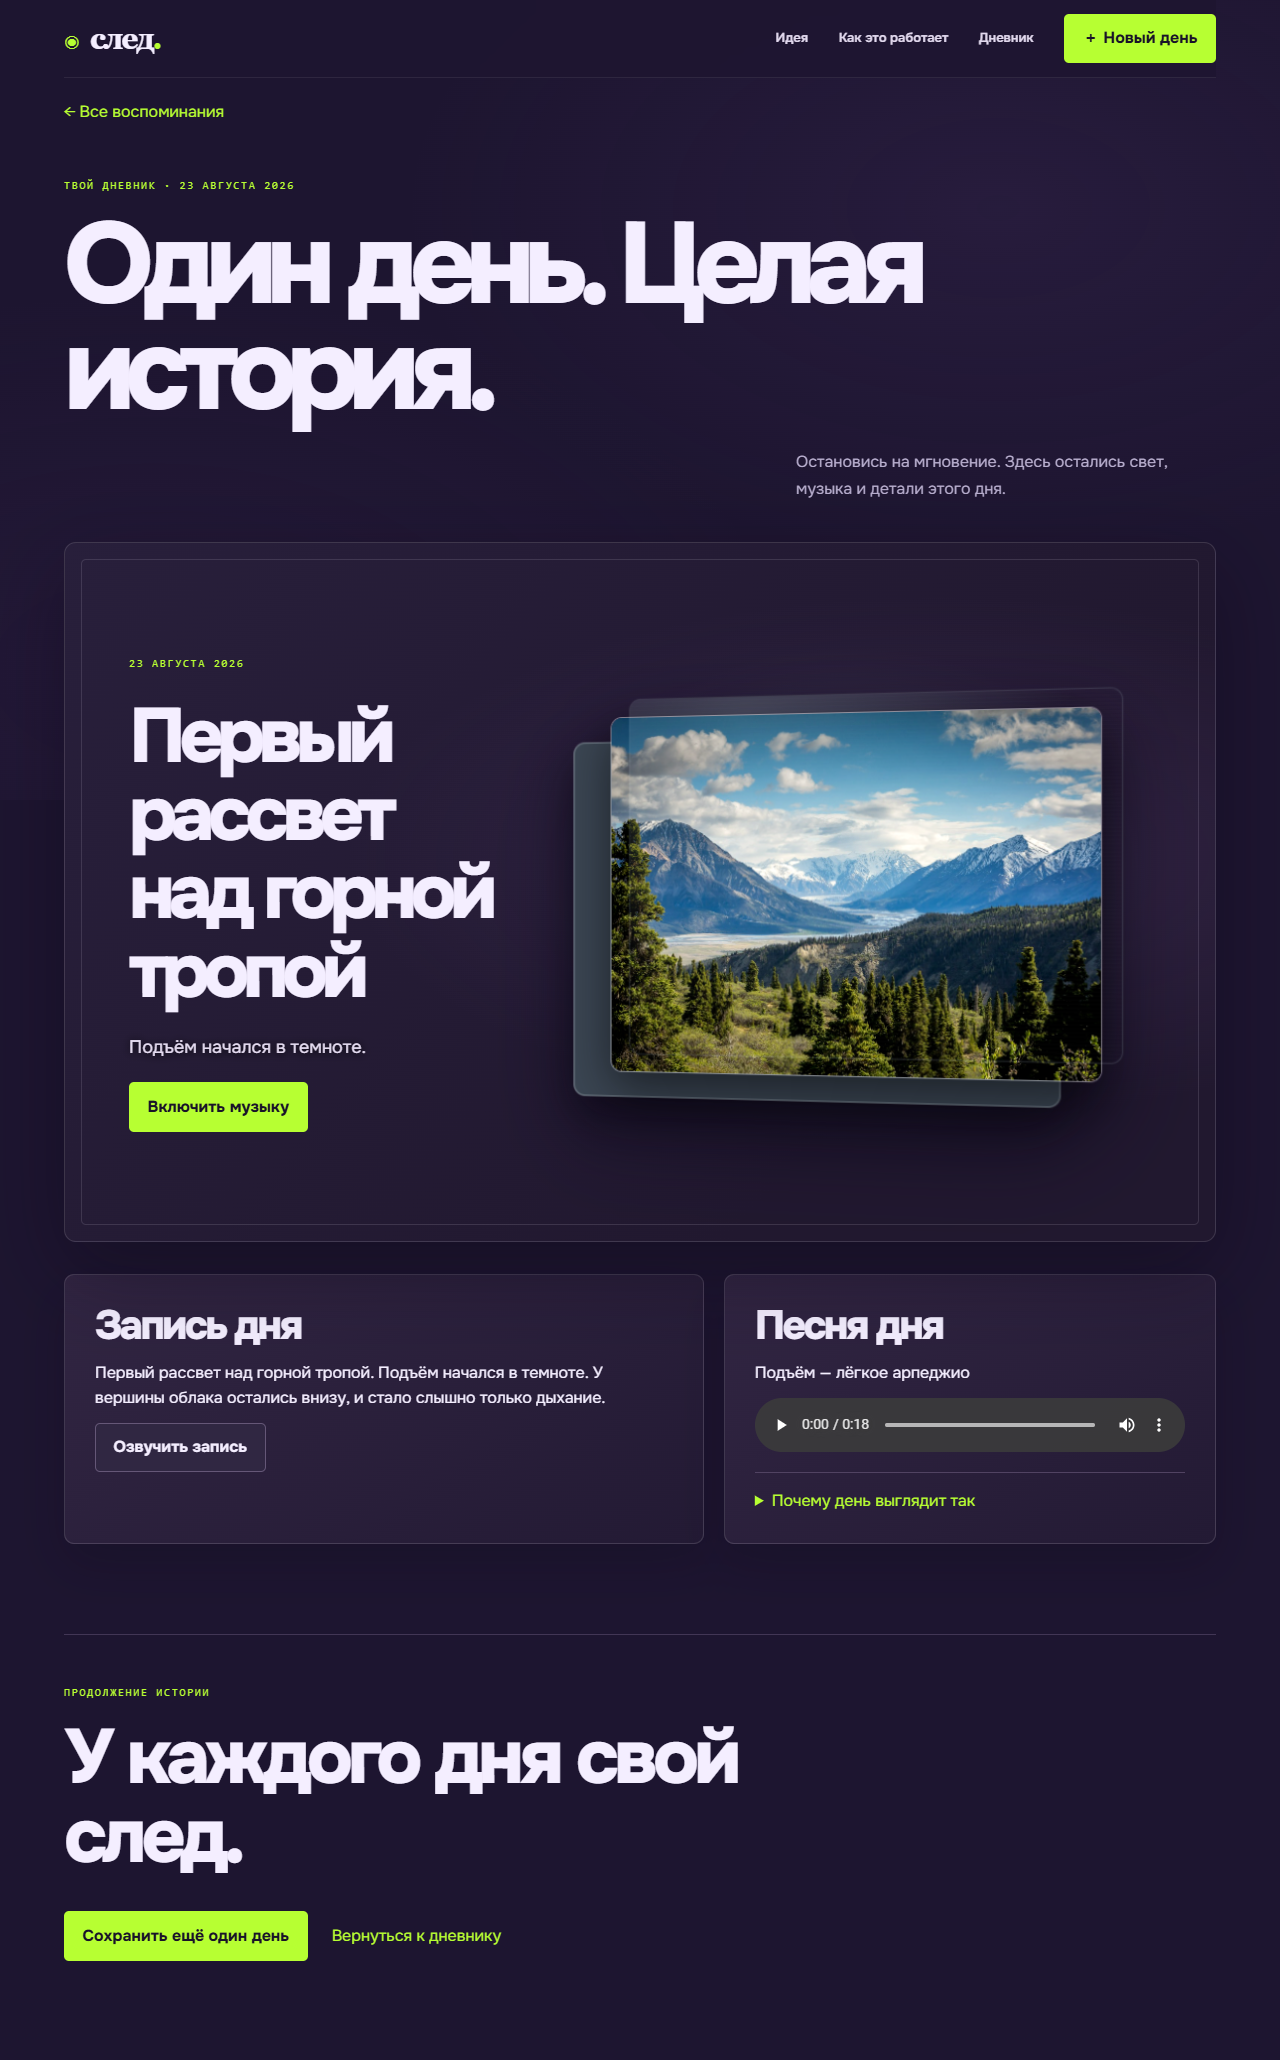 след.
Идея
Как это работает
Дневник
+ Новый день
← Все воспоминания
ТВОЙ ДНЕВНИК · 23 АВГУСТА 2026
Один день. Целая
история.
Остановись на мгновение. Здесь остались свет,
музыка и детали этого дня.
23 АВГУСТА 2026
Первый
рассвет
над горной
тропой
Подъём начался в темноте.
Включить музыку
Запись дня
Первый рассвет над горной тропой. Подъём начался в темноте. У
вершины облака остались внизу, и стало слышно только дыхание.
Озвучить запись
Песня дня
Подъём — лёгкое арпеджио
0:00 / 0:18
Почему день выглядит так
ПРОДОЛЖЕНИЕ ИСТОРИИ
У каждого дня свой
след.
Сохранить ещё один день
Вернуться к дневнику